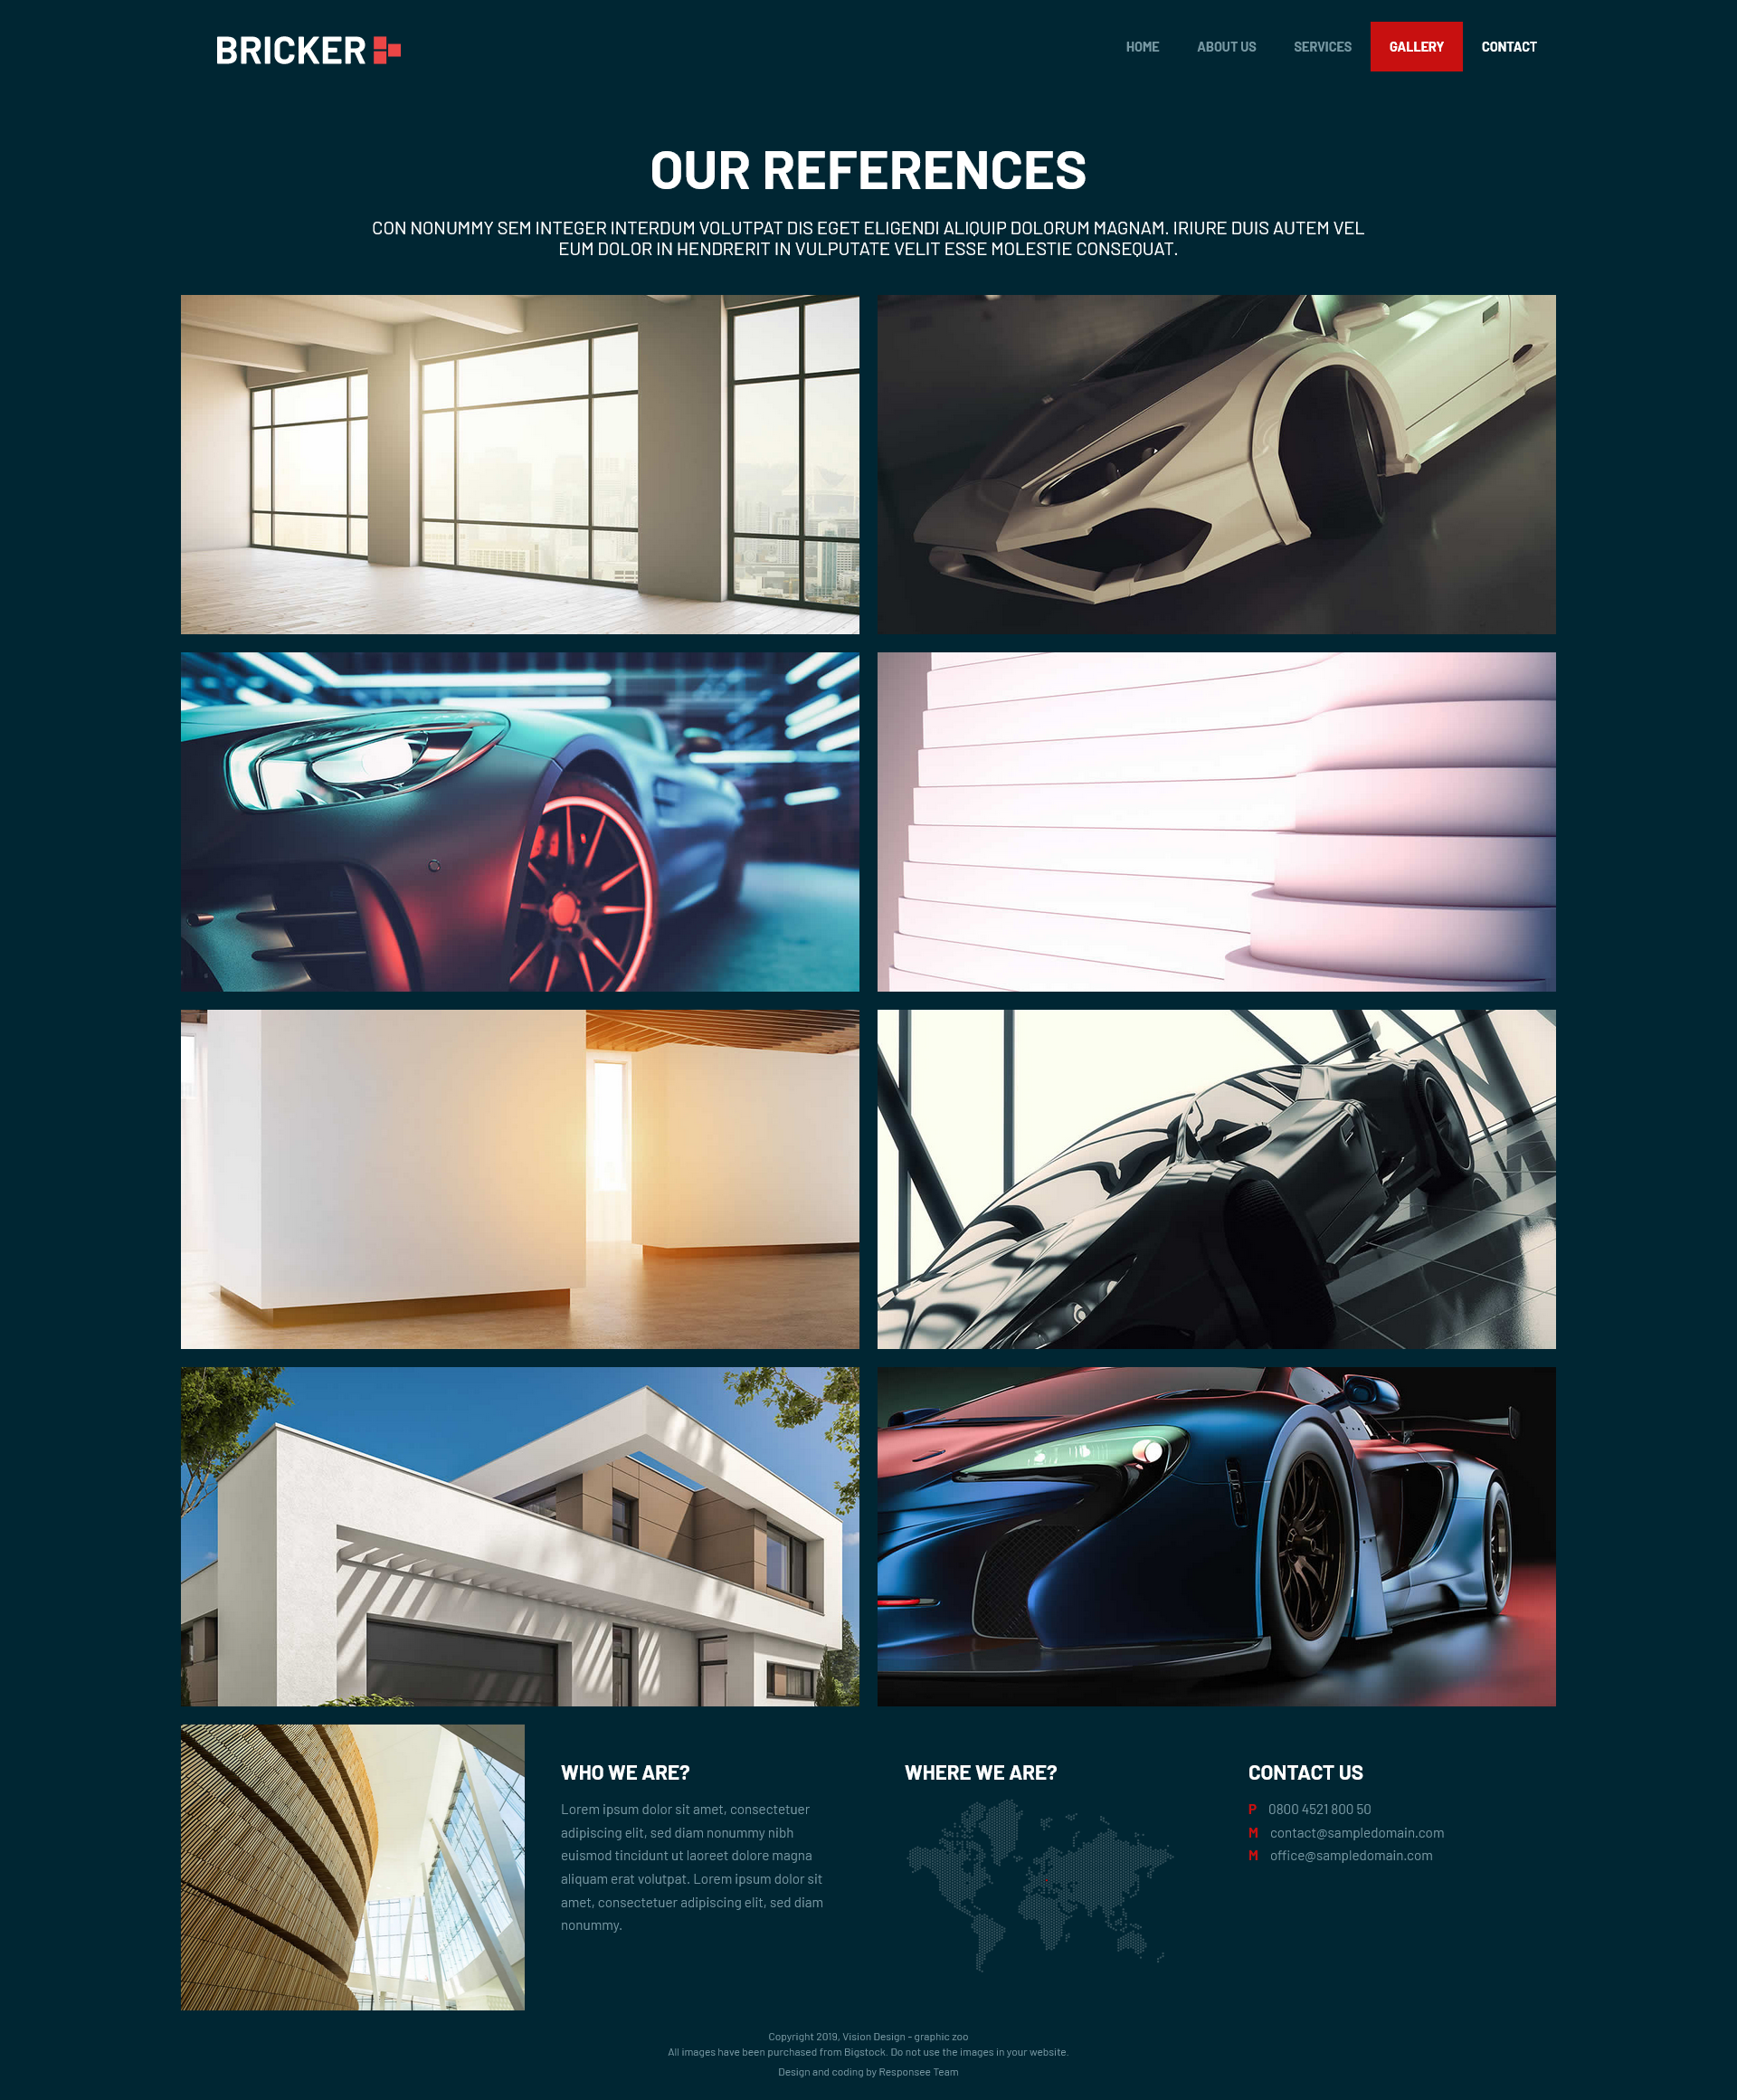 BRICKER
HOME ABOUT US SERVICES GALLERY CONTACT
OUR REFERENCES
CON NONUMMY SEM INTEGER INTERDUM VOLUTPAT DIS EGET ELIGENDI ALIQUIP DOLORUM MAGNAM. IRIURE DUIS AUTEM VEL
EUM DOLOR IN HENDRERIT IN VULPUTATE VELIT ESSE MOLESTIE CONSEQUAT.
WHO WE ARE?
Lorem ipsum dolor sit amet, consectetuer
adipiscing elit, sed diam nonummy nibh
euismod tincidunt ut laoreet dolore magna
aliquam erat volutpat. Lorem ipsum dolor sit
amet, consectetuer adipiscing elit, sed diam
nonummy.
WHERE WE ARE?
CONTACT US
P 0800 4521 800 50
M contact@sampledomain.com
M office@sampledomain.com
Copyright 2019, Vision Design - graphic zoo
All images have been purchased from Bigstock. Do not use the images in your website.
Design and coding by Responsee Team